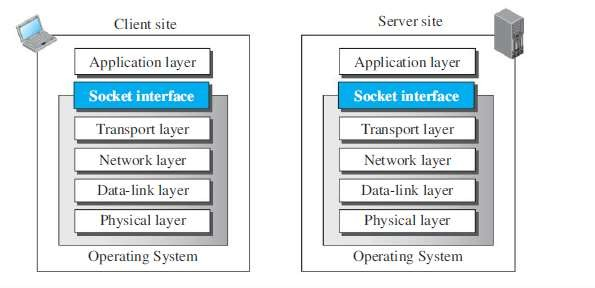 Client site
Application layer
Socket interface
Transport layer
Network layer
Data-link layer
Physical layer
Operating System
Server site
Application layer
Socket interface
Transport layer
Network layer
Data-link layer
Physical layer
Operating System